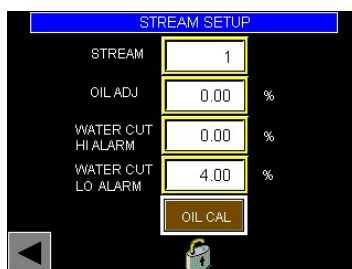 STREAM SETUP
STREAM 1
OIL ADJ 0.00 %
WATER CUT
HI ALARM 0.00 %
WATER CUT
LO ALARM 4.00 %
OIL CAL